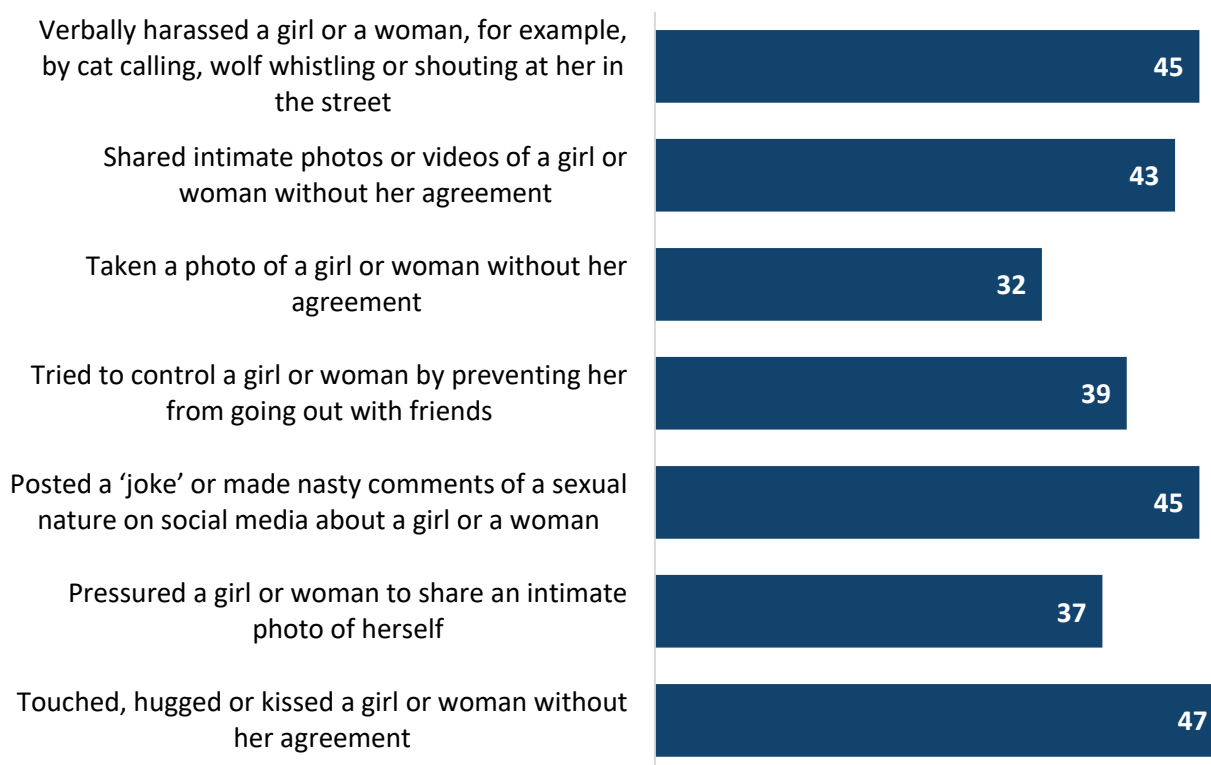 Verbally harassed a girl or a woman, for example,
by cat calling, wolf whistling or shouting at her in
the street
45
Shared intimate photos or videos of a girl or
woman without her agreement
43
Taken a photo of a girl or woman without her
agreement
32
Tried to control a girl or woman by preventing her
from going out with friends
39
Posted a ‘joke’ or made nasty comments of a sexual
nature on social media about a girl or a woman
45
Pressured a girl or woman to share an intimate
photo of herself
37
Touched, hugged or kissed a girl or woman without
her agreement
47